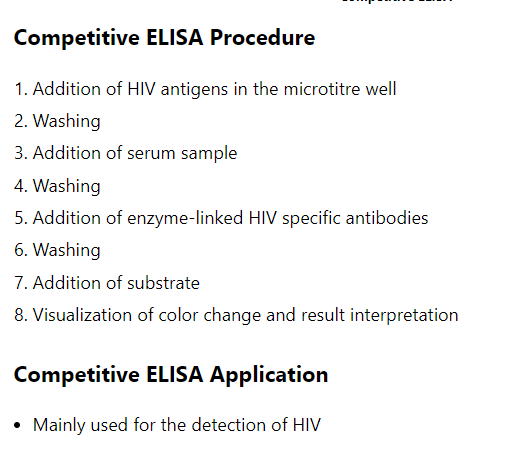 Competitive ELISA Procedure
1. Addition of HIV antigens in the microtitre well
2. Washing
3. Addition of serum sample
4. Washing
5. Addition of enzyme-linked HIV specific antibodies
6. Washing
7. Addition of substrate
8. Visualization of color change and result interpretation
Competitive ELISA Application
• Mainly used for the detection of HIV